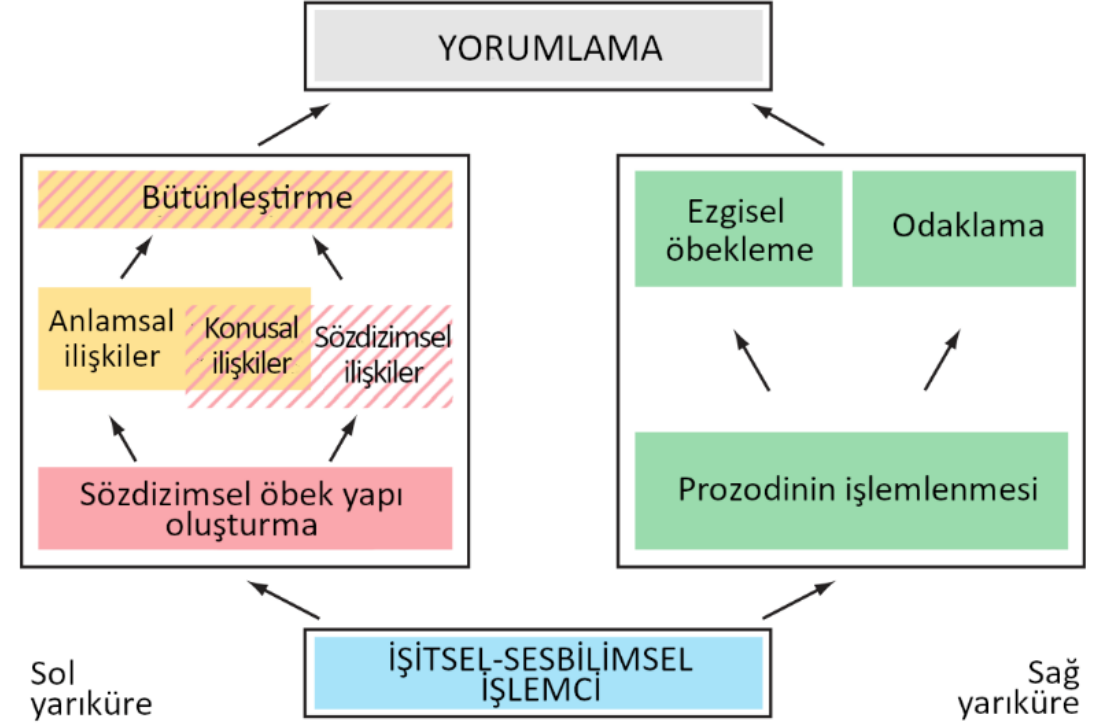 YORUMLAMA
Bütünleştirme
Anlamsal
ilişkiler
Konusal
ilişkiler
Sözdizimsel
ilişkiler
Sözdizimsel öbek yapı
oluşturma
Ezgisel
öbekleme
Odaklama
Prozodinin işlemlenmesi
İŞİTSEL-SESBİLİMSEL
İŞLEMCİ
Sol
yarıküre
Sağ
yarıküre